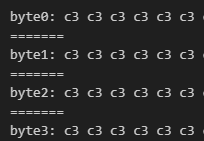 byte0: c3 c3 c3 c3 c3 c3
=======
byte1: c3 c3 c3 c3 c3 c3
=======
byte2: c3 c3 c3 c3 c3 c3
=======
byte3: c3 c3 c3 c3 c3 c3